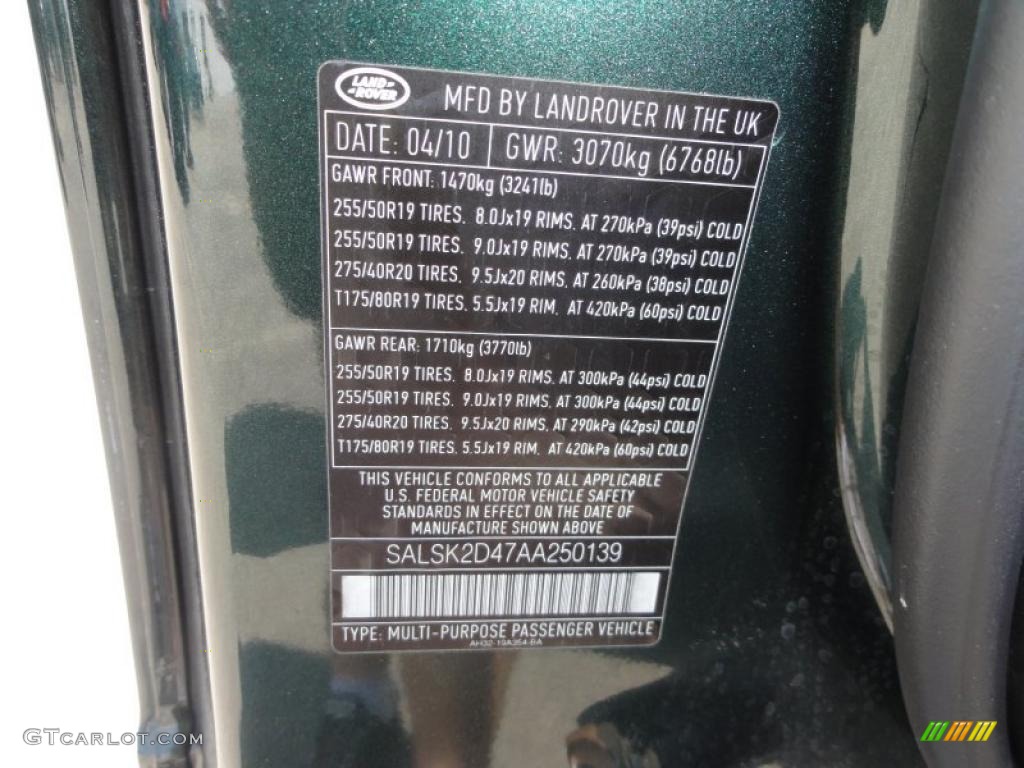 LAND ROVER
MFD BY LANDROVER IN THE UK
DATE: 04/10 GWR: 3070kg (6768lb)
GAWR FRONT: 1470kg (3241lb)
255/50R19 TIRES. 8.0Jx19 RIMS. AT 270kPa (39psi) COLD
255/50R19 TIRES. 9.0Jx19 RIMS. AT 270kPa (39psi) COLD
275/40R20 TIRES. 9.5Jx20 RIMS. AT 260kPa (38psi) COLD
T175/80R19 TIRES. 5.5Jx19 RIM. AT 420kPa (60psi) COLD
GAWR REAR: 1710kg (3770lb)
255/50R19 TIRES. 8.0Jx19 RIMS. AT 300kPa (44psi) COLD
255/50R19 TIRES. 9.0Jx19 RIMS. AT 300kPa (44psi) COLD
275/40R20 TIRES. 9.5Jx20 RIMS. AT 290kPa (42psi) COLD
T175/80R19 TIRES. 5.5Jx19 RIM. AT 420kPa (60psi) COLD
THIS VEHICLE CONFORMS TO ALL APPLICABLE
U.S. FEDERAL MOTOR VEHICLE SAFETY
STANDARDS IN EFFECT ON THE DATE OF
MANUFACTURE SHOWN ABOVE
SALSK2D47AA250139
TYPE: MULTI-PURPOSE PASSENGER VEHICLE
AH32-19A354-BA
GTCarlot.com